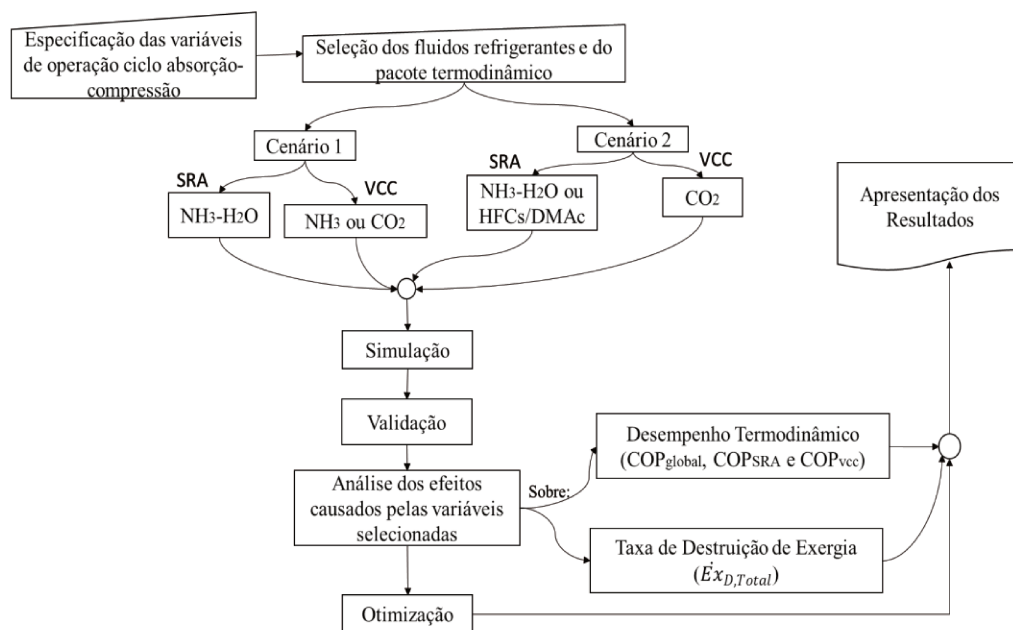 Especificação das variáveis
de operação ciclo absorção-
compressão
Seleção dos fluidos refrigerantes e do
pacote termodinâmico
Cenário 1
Cenário 2
SRA
VCC
NH₃-H₂O
NH₃ ou CO₂
SRA
VCC
NH₃-H₂O ou
HFCs/DMAc
CO₂
Apresentação dos
Resultados
Simulação
Validação
Análise dos efeitos
causados pelas variáveis
selecionadas
Sobre:
Desempenho Termodinâmico
(COPglobal, COPSRA e COPvcc)
Taxa de Destruição de Exergia
(Ėx_D,Total)
Otimização